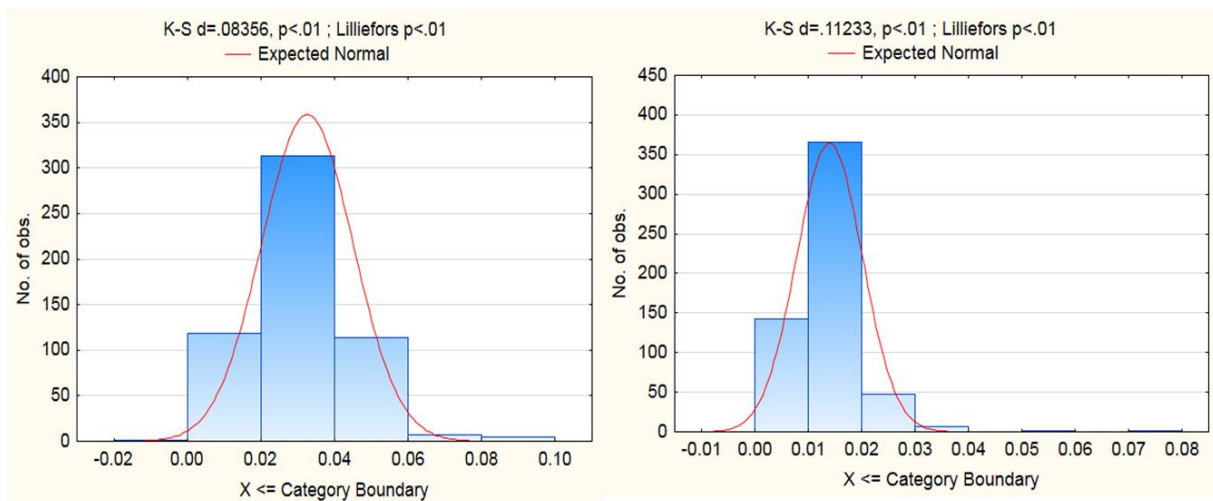 K-S d=.08356, p<.01 ; Lilliefors p<.01
Expected Normal
400
350
300
250
200
150
100
50
0
No. of obs.
-0.02 0.00 0.02 0.04 0.06 0.08 0.10
X <= Category Boundary
K-S d=.11233, p<.01 ; Lilliefors p<.01
Expected Normal
450
400
350
300
250
200
150
100
50
0
No. of obs.
-0.01 0.00 0.01 0.02 0.03 0.04 0.05 0.06 0.07 0.08
X <= Category Boundary